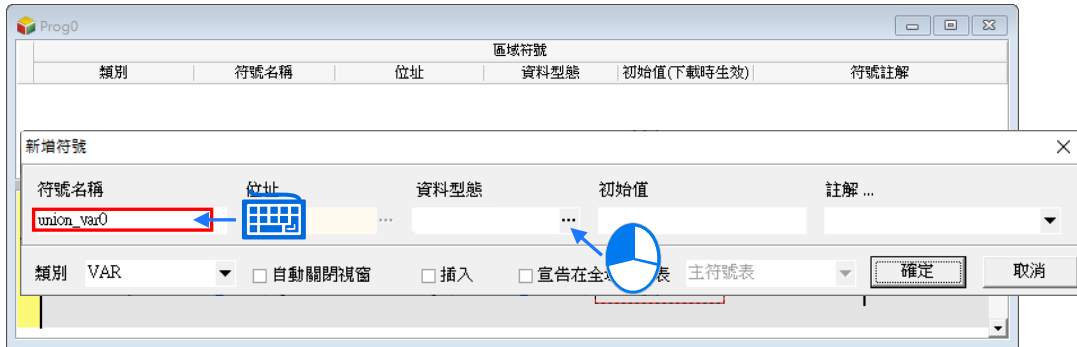 Prog0
區域符號
類別 符號名稱 位址 資料型態 初始值(下載時生效) 符號註解
新增符號
符號名稱 位址 資料型態 初始值 註解 ...
union_var0 ... ...
類別 VAR 自動關閉視窗 插入 宣告在全 表 主符號表 確定 取消